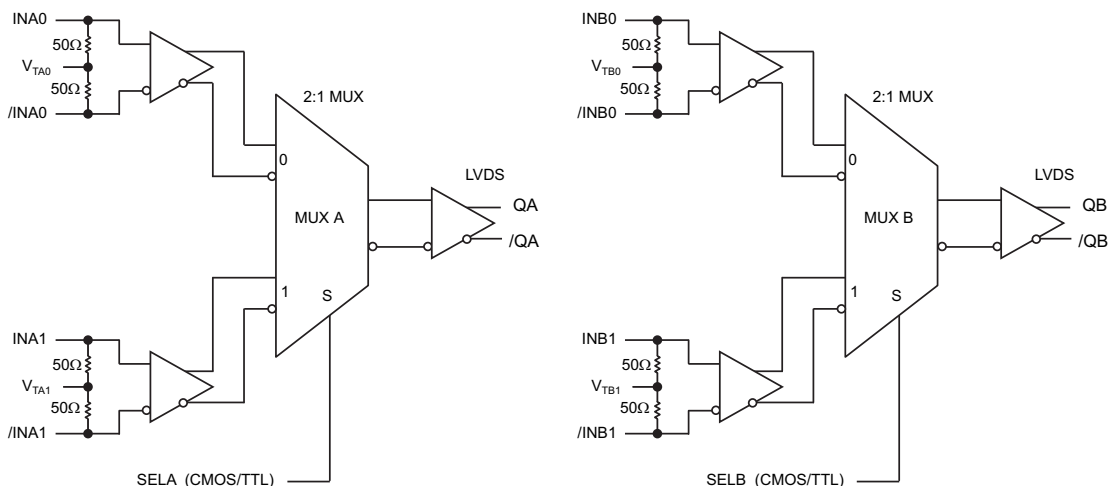 INA0
50Ω
VTA0
50Ω
/INA0
2:1 MUX
0
MUX A
1
S
LVDS
QA
/QA
INA1
50Ω
VTA1
50Ω
/INA1
SELA (CMOS/TTL)
INB0
50Ω
VTB0
50Ω
/INB0
2:1 MUX
0
MUX B
1
S
LVDS
QB
/QB
INB1
50Ω
VTB1
50Ω
/INB1
SELB (CMOS/TTL)